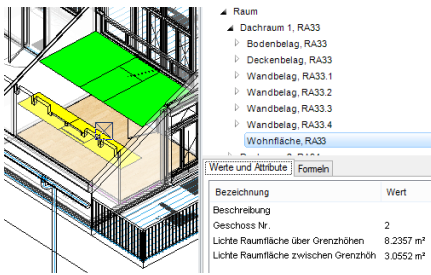 Raum
Dachraum 1, RA33
Bodenbelag, RA33
Deckenbelag, RA33
Wandbelag, RA33.1
Wandbelag, RA33.2
Wandbelag, RA33.3
Wandbelag, RA33.4
Wohnfläche, RA33
Werte und Attribute Formeln
Bezeichnung Wert
Beschreibung
Geschoss Nr. 2
Lichte Raumfläche über Grenzhöhen 8.2357 m²
Lichte Raumfläche zwischen Grenzhöh 3.0552 m²